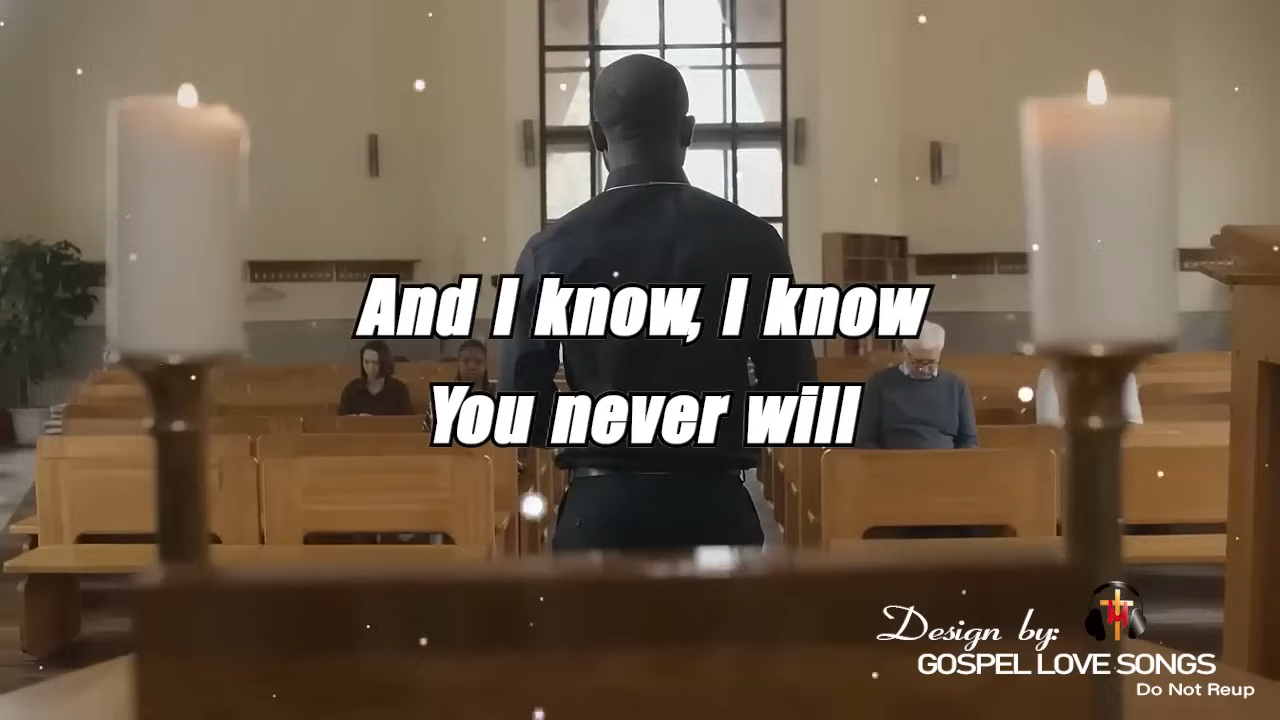 And I know, I know
You never will
Design by:
GOSPEL LOVE SONGS
Do Not Reup